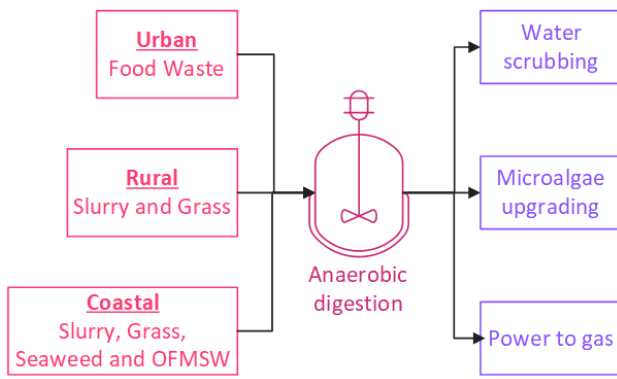 Urban
Food Waste
Rural
Slurry and Grass
Coastal
Slurry, Grass,
Seaweed and OFMSW
Anaerobic
digestion
Water
scrubbing
Microalgae
upgrading
Power to gas